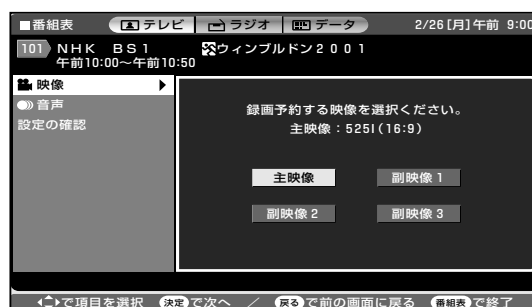 ■番組表 テレビ ラジオ データ 2/26[月]午前 9:00
101 NHK BS1 ウィンブルドン2001
午前10:00～午前10:50
映像
音声
設定の確認
録画予約する映像を選択ください。
主映像：525I(16:9)
主映像 副映像1
副映像2 副映像3
で項目を選択 決定で次へ ／ 戻るで前の画面に戻る 番組表で終了